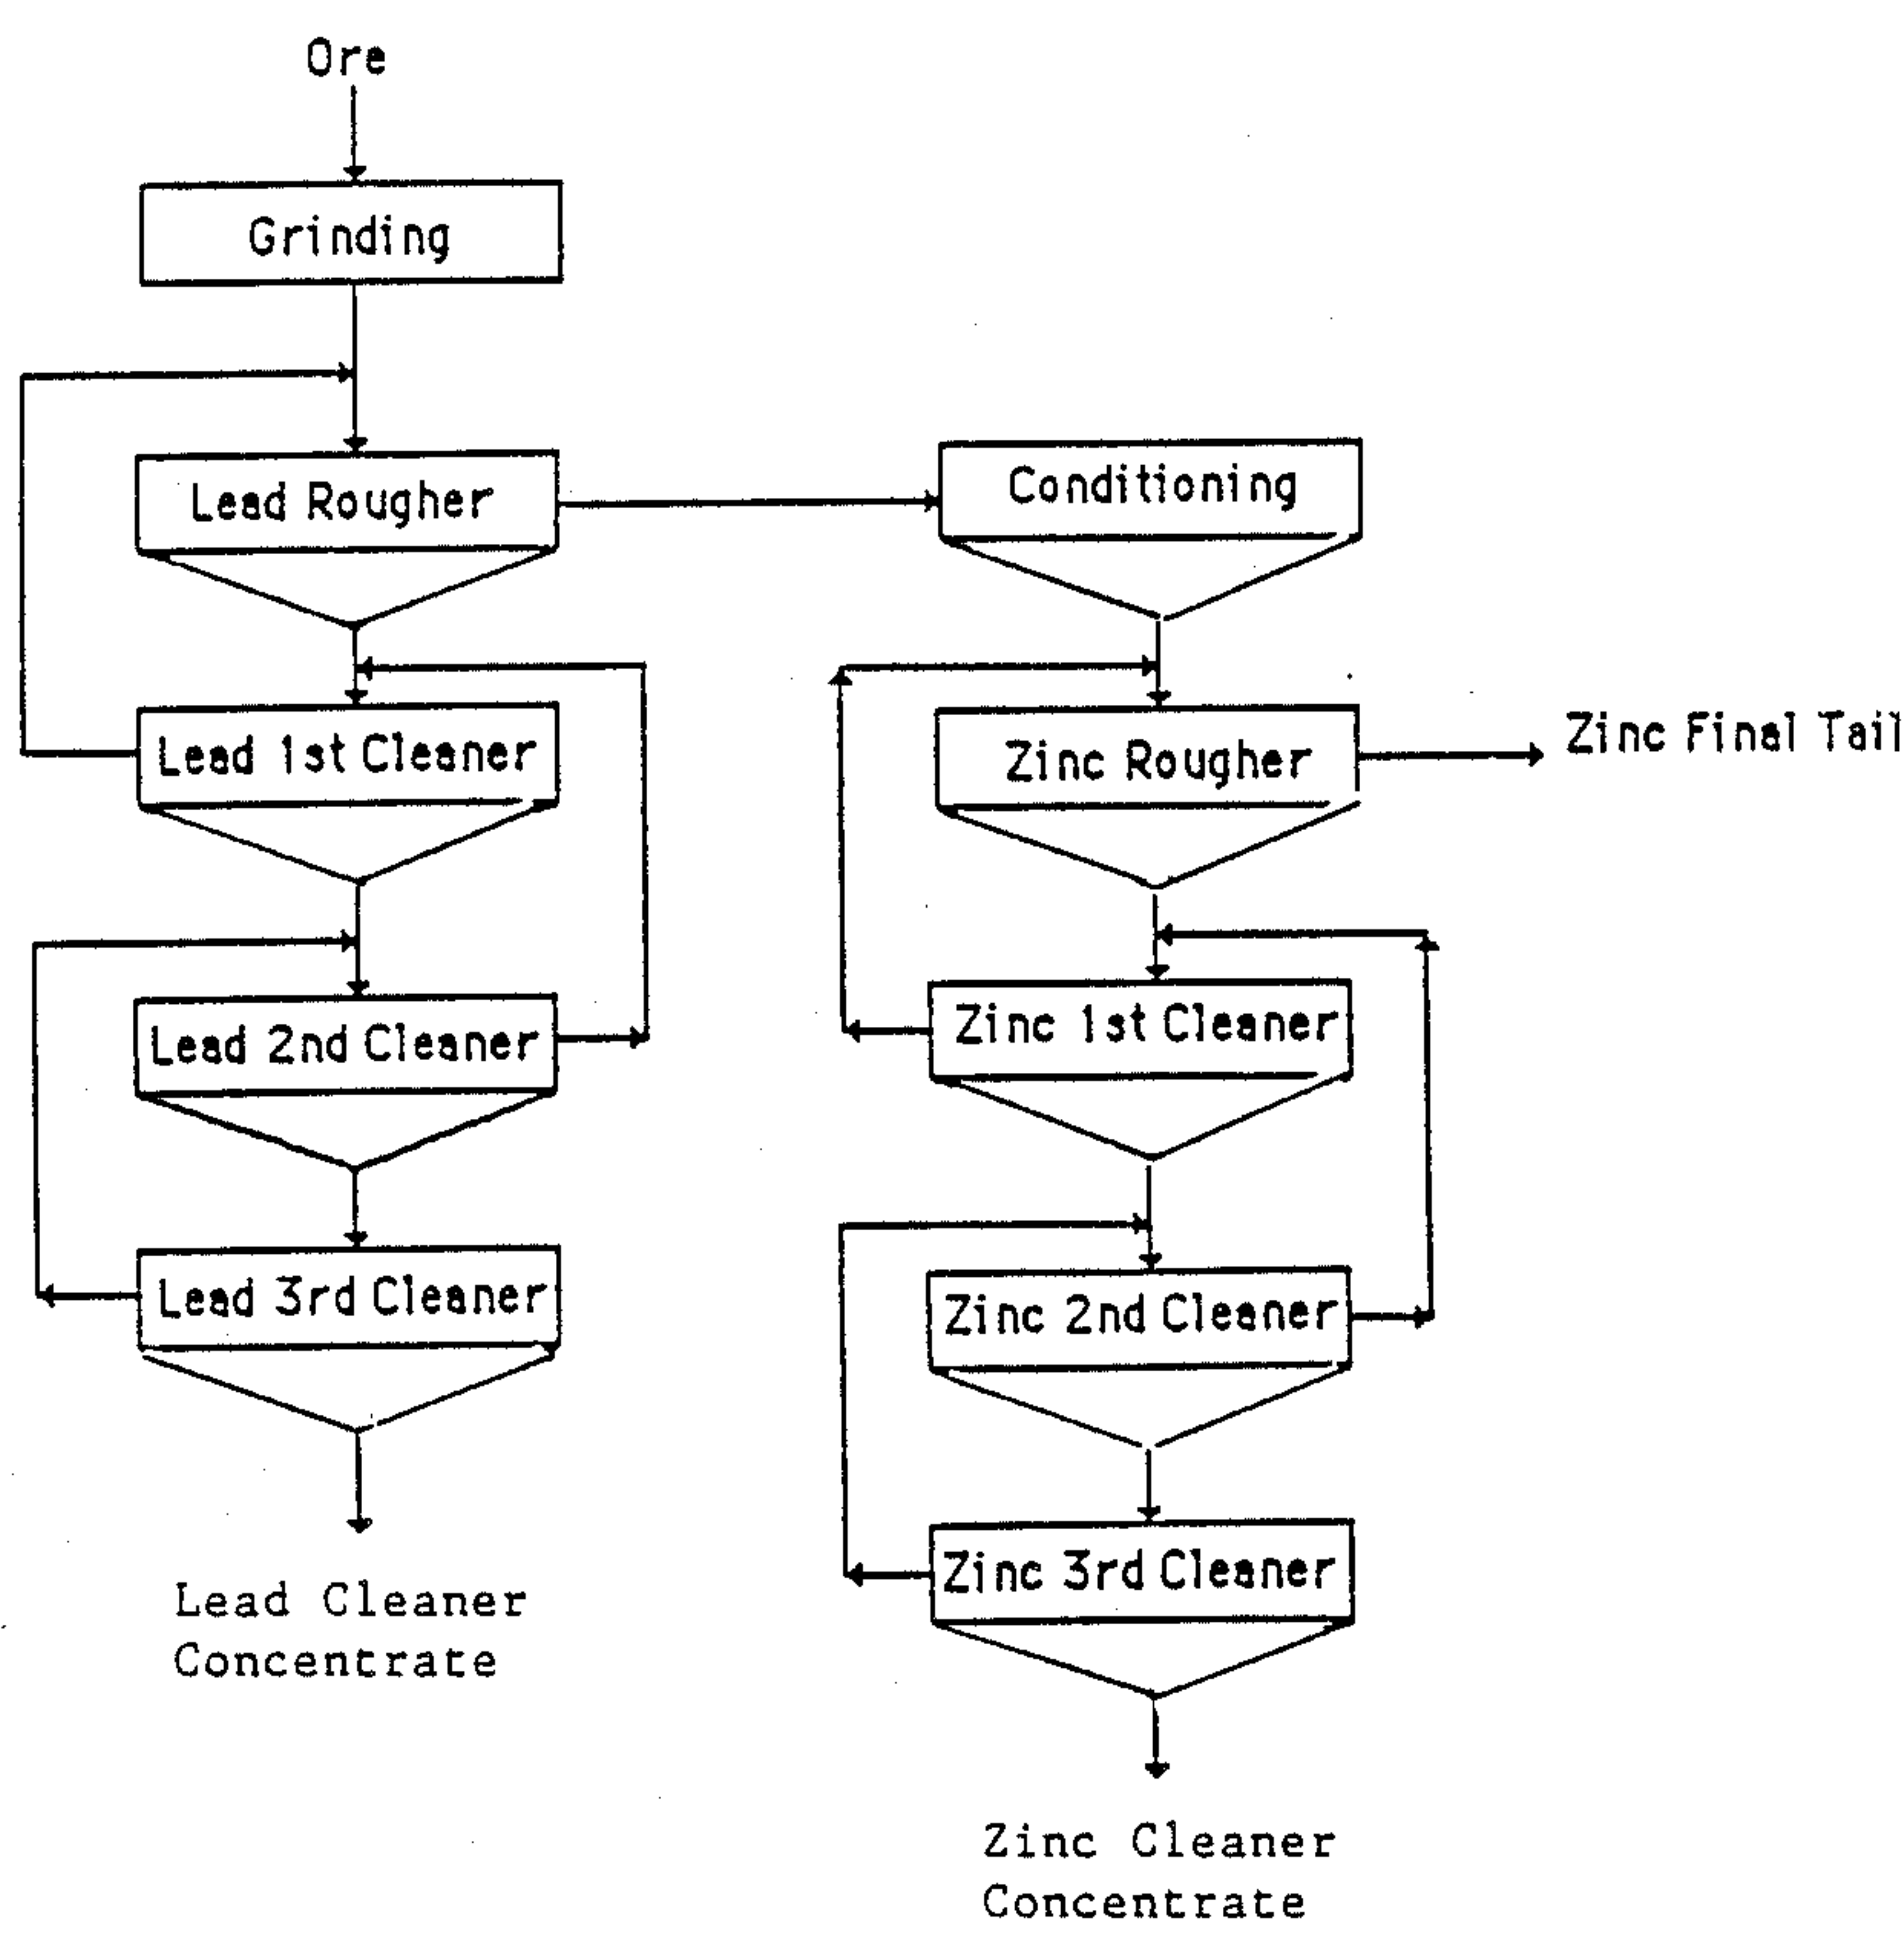 Ore
Grinding
Lead Rougher
Conditioning
Lead 1st Cleaner
Zinc Rougher
Zinc Final Tail
Lead 2nd Cleaner
Zinc 1st Cleaner
Lead 3rd Cleaner
Zinc 2nd Cleaner
Zinc 3rd Cleaner
Lead Cleaner
Concentrate
Zinc Cleaner
Concentrate